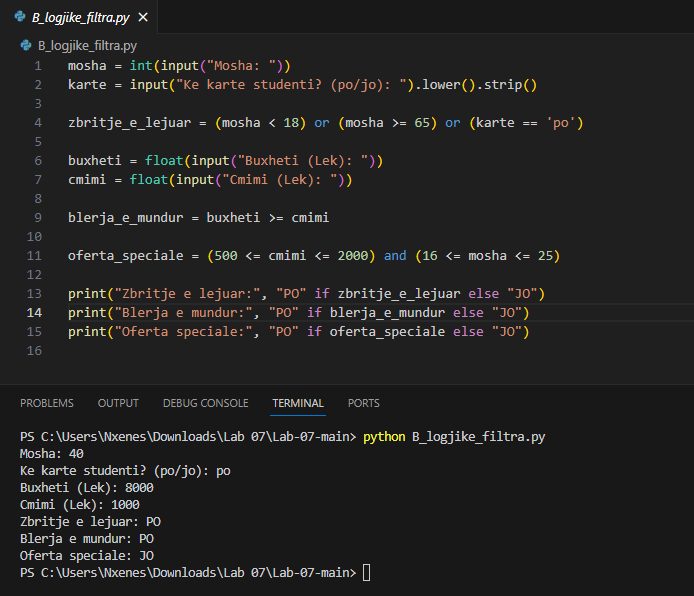 B_logjike_filtra.py
B_logjike_filtra.py
1 mosha = int(input("Mosha: "))
2 karte = input("Ke karte studenti? (po/jo): ").lower().strip()
3
4 zbritje_e_lejuar = (mosha < 18) or (mosha >= 65) or (karte == 'po')
5
6 buxheti = float(input("Buxheti (Lek): "))
7 cmimi = float(input("Cmimi (Lek): "))
8
9 blerja_e_mundur = buxheti >= cmimi
10
11 oferta_speciale = (500 <= cmimi <= 2000) and (16 <= mosha <= 25)
12
13 print("Zbritje e lejuar:", "PO" if zbritje_e_lejuar else "JO")
14 print("Blerja e mundur:", "PO" if blerja_e_mundur else "JO")
15 print("Oferta speciale:", "PO" if oferta_speciale else "JO")
16
PROBLEMS OUTPUT DEBUG CONSOLE TERMINAL PORTS
PS C:\Users\Nxenes\Downloads\Lab 07\Lab-07-main> python B_logjike_filtra.py
Mosha: 40
Ke karte studenti? (po/jo): po
Buxheti (Lek): 8000
Cmimi (Lek): 1000
Zbritje e lejuar: PO
Blerja e mundur: PO
Oferta speciale: JO
PS C:\Users\Nxenes\Downloads\Lab 07\Lab-07-main>